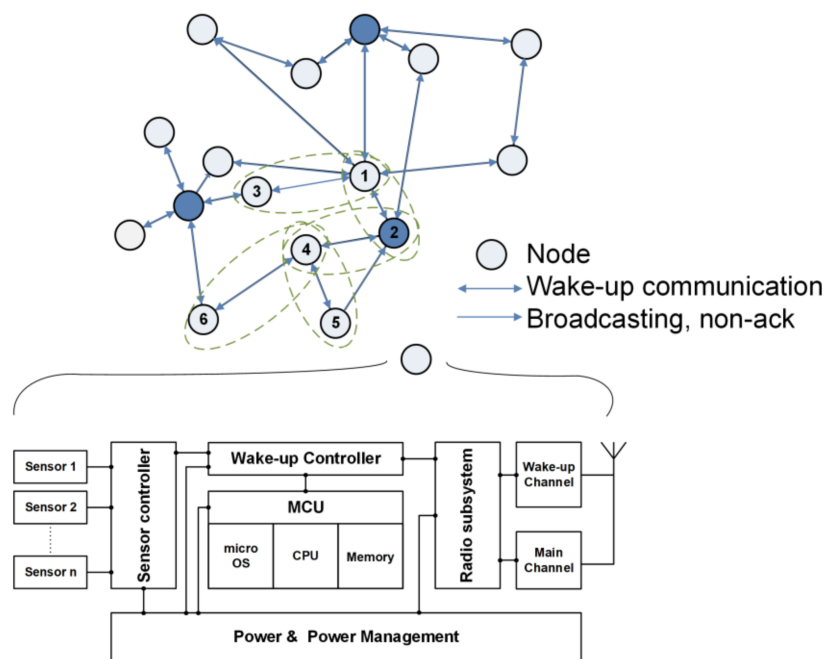 1
3
2
4
6
5
Node
Wake-up communication
Broadcasting, non-ack
Sensor 1
Sensor 2
Sensor n
Sensor controller
Wake-up Controller
MCU
micro
OS
CPU
Memory
Radio subsystem
Wake-up
Channel
Main
Channel
Power & Power Management